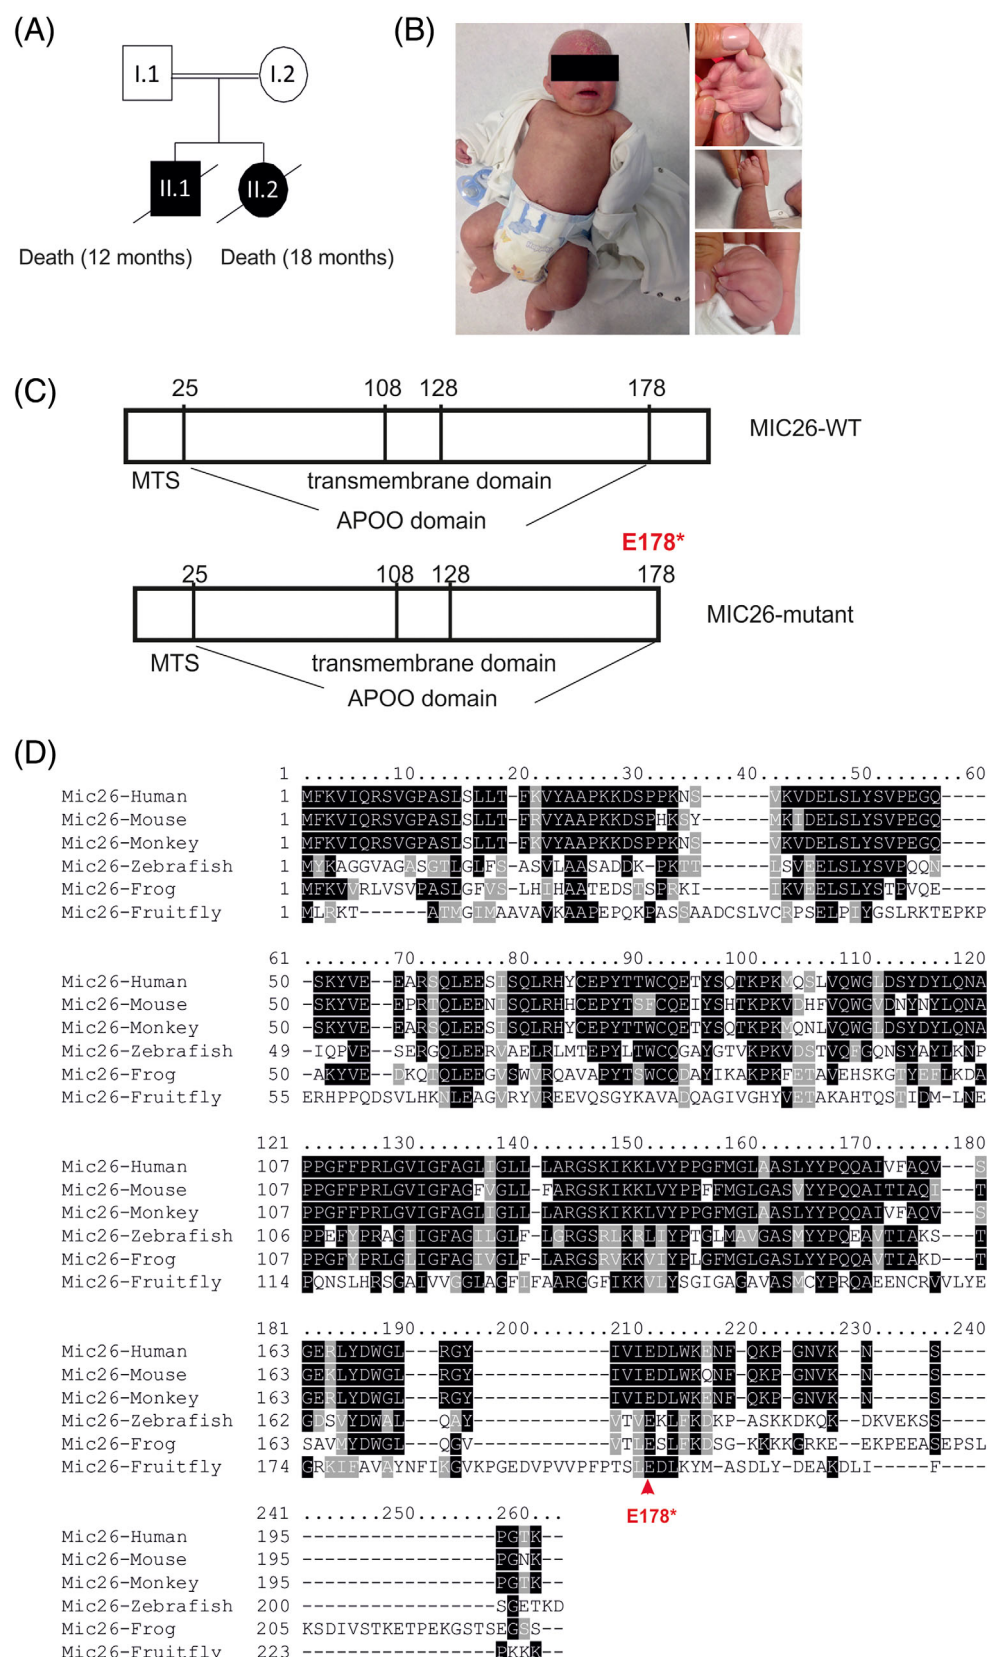 (A)
I.1 I.2
II.1 II.2
Death (12 months) Death (18 months)
(B)
(C)
25 108 128 178
MIC26-WT
MTS transmembrane domain
APOO domain
E178*
25 108 128 178
MIC26-mutant
MTS transmembrane domain
APOO domain
(D)
1 ........10........20........30........40........50........60
Mic26-Human 1 MFKVIQRSVGPASLSLLT-FKVYAAPKKDSPPKNS------VKVDELSLYSVPEGQ----
Mic26-Mouse 1 MFKVIQRSVGPASLSLLT-FRVYAAPKKDSPHKSY------MKIDELSLYSVPEGQ----
Mic26-Monkey 1 MFKVIQRSVGPASLSLLT-FKVYAAPKKDSPPKNS------VKVDELSLYSVPEGQ----
Mic26-Zebrafish 1 MYKAGGVAGASGTLGLFS-ASVLAASADDK-PKTT------LSVEELSLYSVPQQN----
Mic26-Frog 1 MFKVVRLVSVPASLGFVS-LHIHAATEDSTSPRKI------IKVEELSLYSTPVQE----
Mic26-Fruitfly 1 MLRKT------ATMGIMAAVAVKAAPEPQKPASSAADCSLVCRPSELPIYGSLRKTEPKP
61 ........70........80........90........100.......110.......120
Mic26-Human 50 -SKYVE--EARSQLEESISQLRHYCEPYTTWCQETYSQTKPKMQSLVQWGLDSYDYLQNA
Mic26-Mouse 50 -SKYVE--EPRTQLEENISQLRHHCEPYTSFCQEIYSHTKPKVDHFVQWGVDNYNYLQNA
Mic26-Monkey 50 -SKYVE--EARSQLEESISQLRHYCEPYTTWCQETYSQTKPKMQNLVQWGLDSYDYLQNA
Mic26-Zebrafish 49 -IQPVE--SERGQLEERVAELRLMTEPYLTWCQGAYGTVKPKVDSTVQFGQNSYAYLKNP
Mic26-Frog 50 -AKYVE--DKQTQLEEGVSWVRQAVAPYTSWCQDAYIKAKPKFETAVEHSKGTYEFLKDA
Mic26-Fruitfly 55 ERHPPQDSVLHKNLEAGVRYVREEVQSGYKAVADQAGIVGHYVETAKAHTQSTIDM-LNE
121 .......130.......140.......150.......160.......170.......180
Mic26-Human 107 PPGFFPRLGVIGFAGLIGLL-LARGSKIKKLVYPPGFMGLAASLYYPQQAIVFAQV---S
Mic26-Mouse 107 PPGFFPRLGVIGFAGFVGLL-FARGSKIKKLVYPPFFMGLGASVYYPQQAITIAQI---T
Mic26-Monkey 107 PPGFFPRLGVIGFAGLIGLL-LARGSKIKKLVYPPGFMGLAASLYYPQQAIVFAQV---S
Mic26-Zebrafish 106 PPEFYPRAGIIGFAGILGLF-LGRGSRLKRLIYPTGLMAVGASMYYPQEAVTIAKS---T
Mic26-Frog 107 PPGFYPRLGIIGFAGIVGLF-LARGSRVKKVIYPLGFMGLGASLYYPQQAVTIAKD---T
Mic26-Fruitfly 114 PQNSLHRSGAIVVGGLAGFIFAARGGFIKKVLYSGIGAGAVASMCYPRQAEENCRVVLYE
181 .......190.......200.......210.......220.......230.......240
Mic26-Human 163 GERLYDWGL---RGY------------IVIEDLWKENF-QKP-GNVK--N-----S----
Mic26-Mouse 163 GEKLYDWGL---RGY------------IVIEDLWKQNF-QKP-GNVK--N-----S----
Mic26-Monkey 163 GERLYDWGL---RGY------------IVIEDLWKENF-QKP-GNVK--N-----S----
Mic26-Zebrafish 162 GDSVYDWAL---QAY------------VTVEKLFKDKP-ASKKDKQK--DKVEKSS----
Mic26-Frog 163 SAVMYDWGL---QGV------------VTLESLFKDSG-KKKKGRKE--EKPEEASEPSL
Mic26-Fruitfly 174 GRKIFAVAYNFIKGVKPGEDVPVVPFPTSLEDLKYM-ASDLY-DEAKDLI-----F----
E178*
241 .......250.......260...
Mic26-Human 195 -----------------PGTK--
Mic26-Mouse 195 -----------------PGNK--
Mic26-Monkey 195 -----------------PGTK--
Mic26-Zebrafish 200 -----------------SGETKD
Mic26-Frog 205 KSDIVSTKETPEKGSTSEGSS--
Mic26-Fruitfly 223 -----------------PKKK--